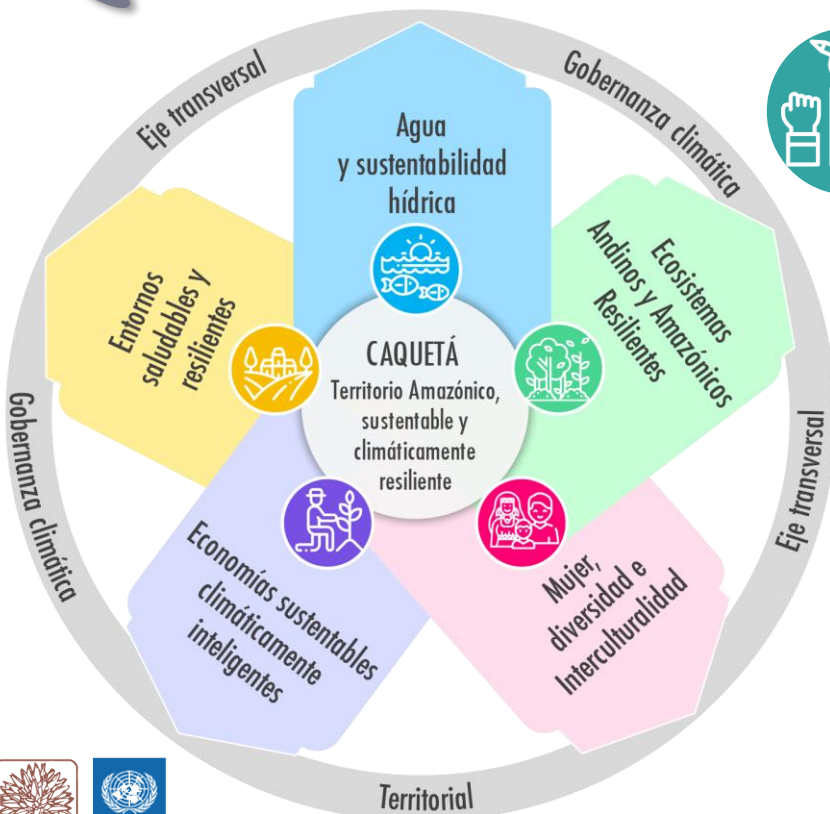 Eje transversal
Gobernanza climática
Agua
y sustentabilidad
hídrica
Ecosistemas
Andinos y Amazónicos
Resilientes
Entornos
saludables y
resilientes
CAQUETÁ
Territorio Amazónico,
sustentable y
climáticamente
resiliente
Gobernanza climática
Eje transversal
Economías sustentables
climáticamente
inteligentes
Mujer,
diversidad e
Interculturalidad
Territorial